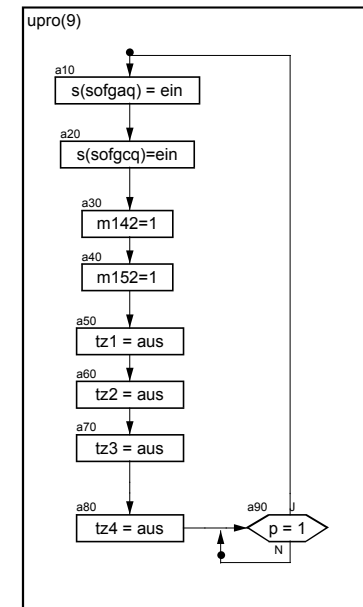 upro(9)
a10
s(sofgaq) = ein
a20
s(sofgcq)=ein
a30
m142=1
a40
m152=1
a50
tz1 = aus
a60
tz2 = aus
a70
tz3 = aus
a80
tz4 = aus
a90
J
p = 1
N